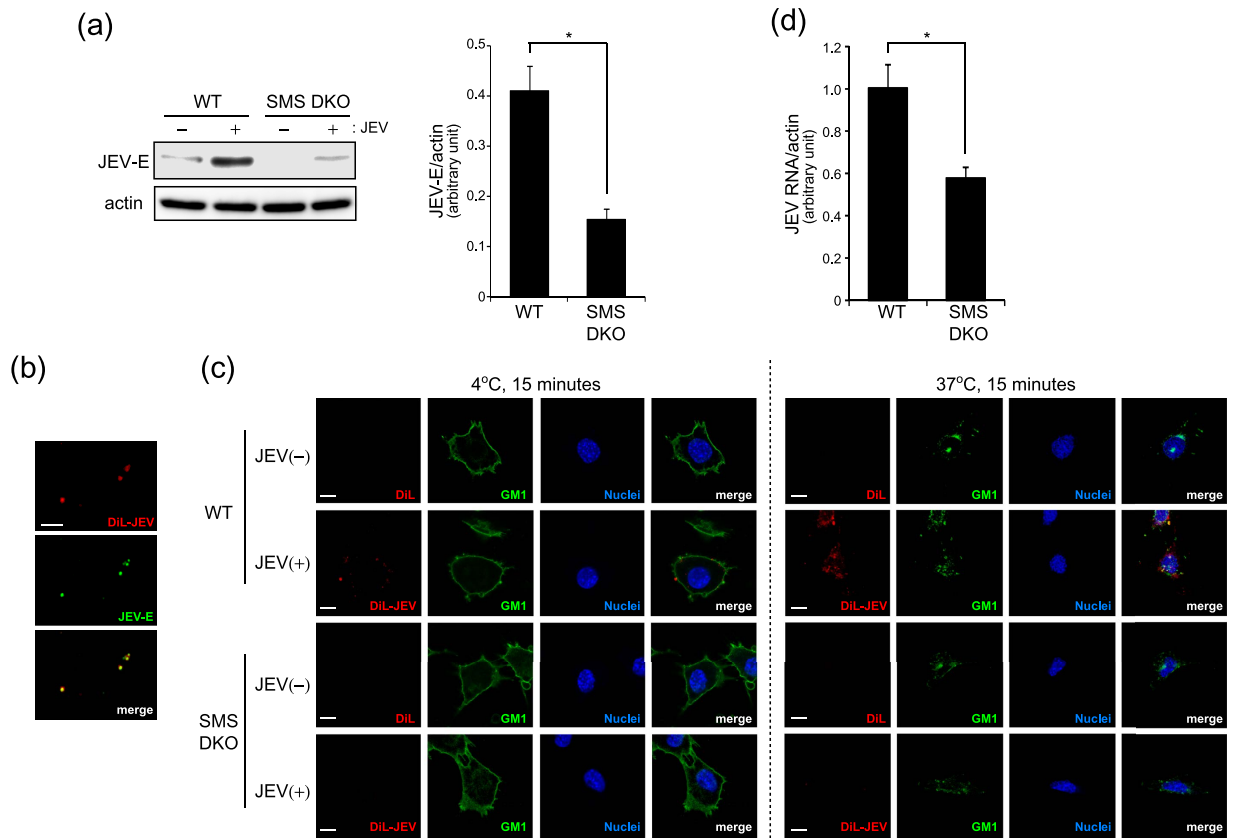 (a)
WT SMS DKO
− + − + : JEV
JEV-E
actin
JEV-E/actin
(arbitrary unit)
0.5
0.4
0.3
0.2
0.1
0
*
WT SMS
DKO
(d)
JEV RNA/actin
(arbitrary unit)
1.2
1.0
0.8
0.6
0.4
0.2
0
*
WT SMS
DKO
(b)
DiL-JEV
JEV-E
merge
(c)
4°C, 15 minutes 37°C, 15 minutes
WT
JEV(−)
DiL GM1 Nuclei merge DiL GM1 Nuclei merge
JEV(+)
DiL-JEV GM1 Nuclei merge DiL-JEV GM1 Nuclei merge
SMS
DKO
JEV(−)
DiL GM1 Nuclei merge DiL GM1 Nuclei merge
JEV(+)
DiL-JEV GM1 Nuclei merge DiL-JEV GM1 Nuclei merge